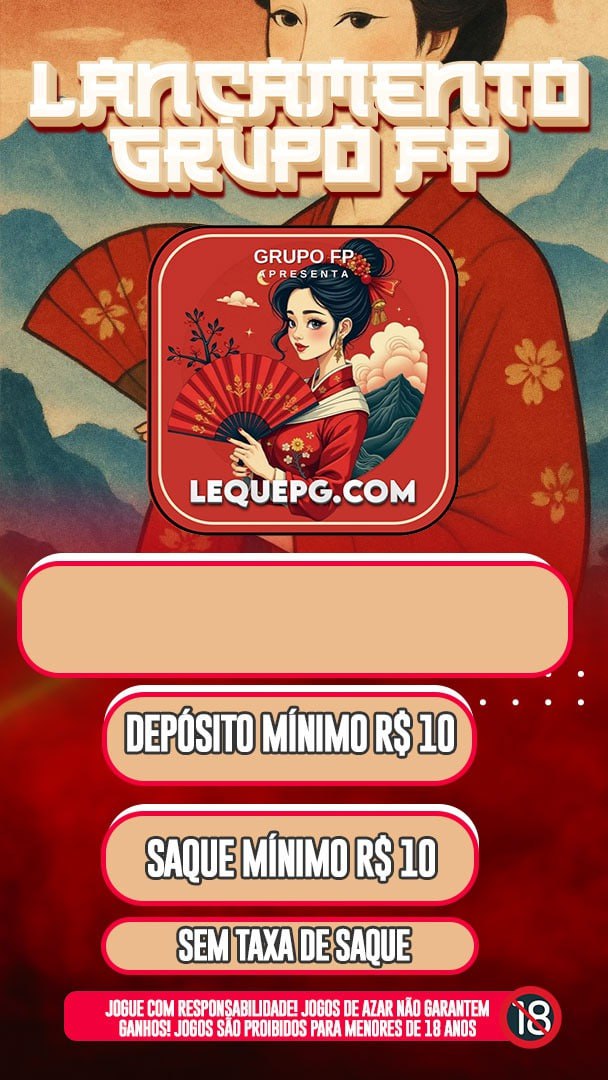 LANÇAMENTO
GRUPO FP
GRUPO FP
APRESENTA
LEQUEPG.COM
DEPÓSITO MÍNIMO R$ 10
SAQUE MÍNIMO R$ 10
SEM TAXA DE SAQUE
JOGUE COM RESPONSABILIDADE! JOGOS DE AZAR NÃO GARANTEM
GANHOS! JOGOS SÃO PROIBIDOS PARA MENORES DE 18 ANOS
18